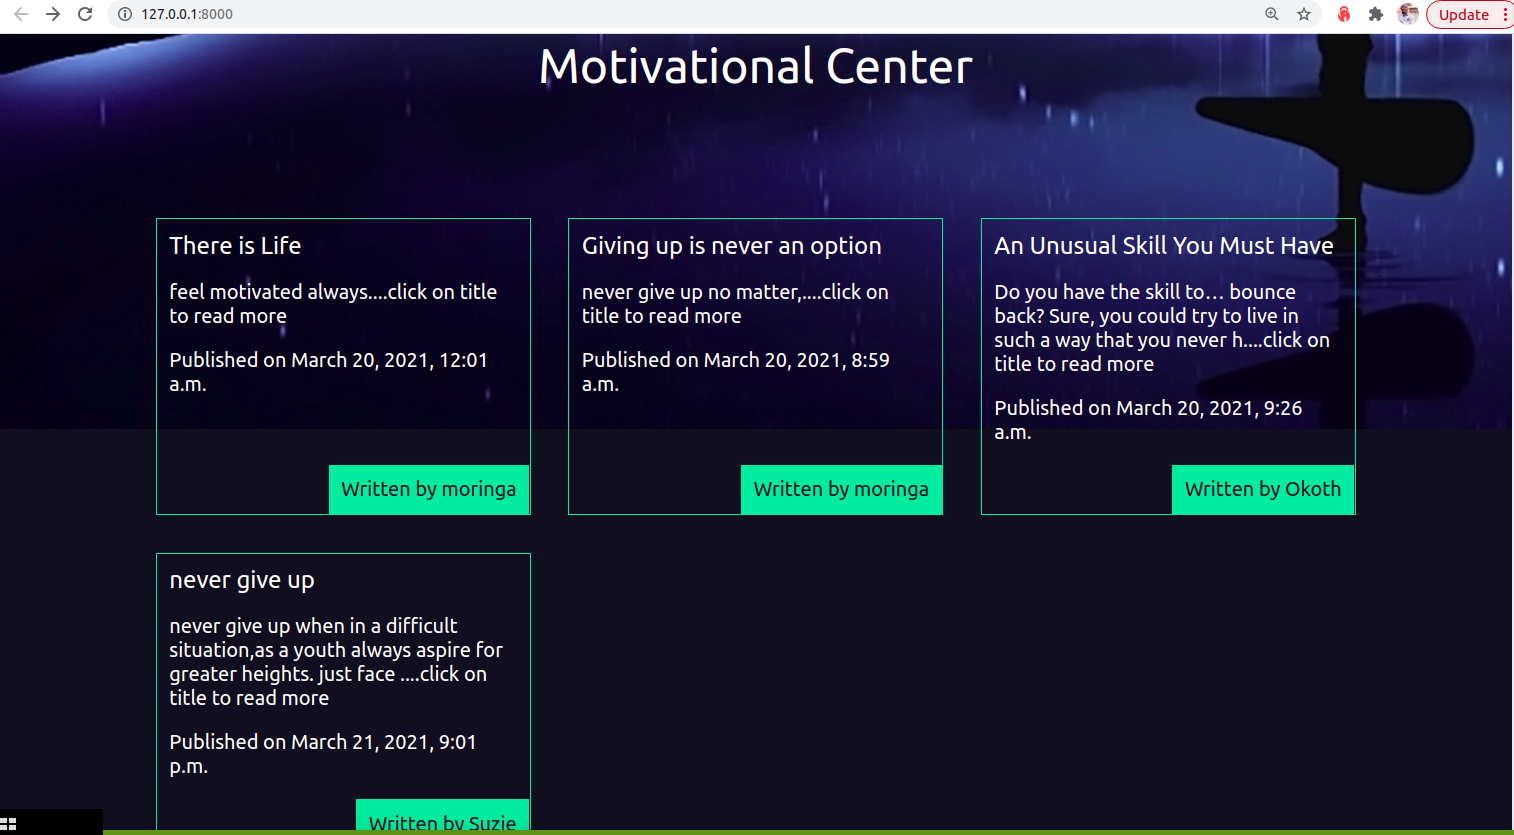 127.0.0.1:8000
Update
Motivational Center
There is Life
feel motivated always....click on title
to read more
Published on March 20, 2021, 12:01
a.m.
Written by moringa
Giving up is never an option
never give up no matter,....click on
title to read more
Published on March 20, 2021, 8:59
a.m.
Written by moringa
An Unusual Skill You Must Have
Do you have the skill to… bounce
back? Sure, you could try to live in
such a way that you never h....click on
title to read more
Published on March 20, 2021, 9:26
a.m.
Written by Okoth
never give up
never give up when in a difficult
situation,as a youth always aspire for
greater heights. just face ....click on
title to read more
Published on March 21, 2021, 9:01
p.m.
Written by Suzie